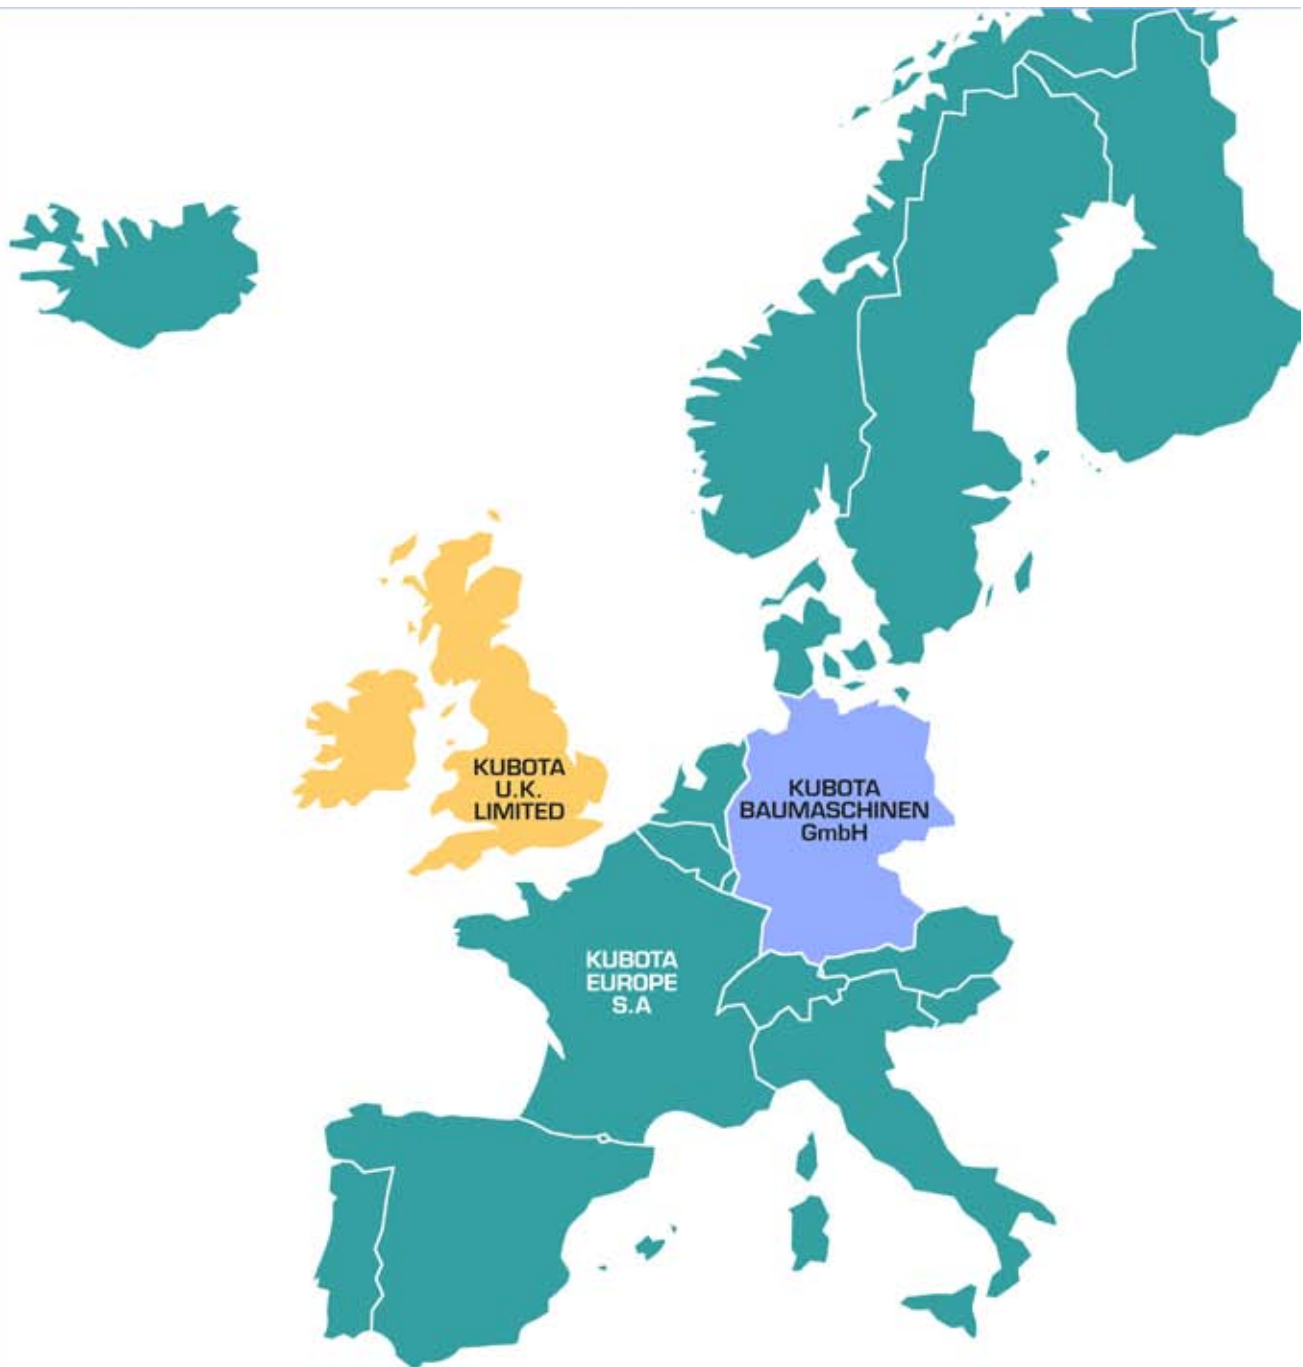 KUBOTA
U.K.
LIMITED
KUBOTA
BAUMASCHINEN
GmbH
KUBOTA
EUROPE
S.A